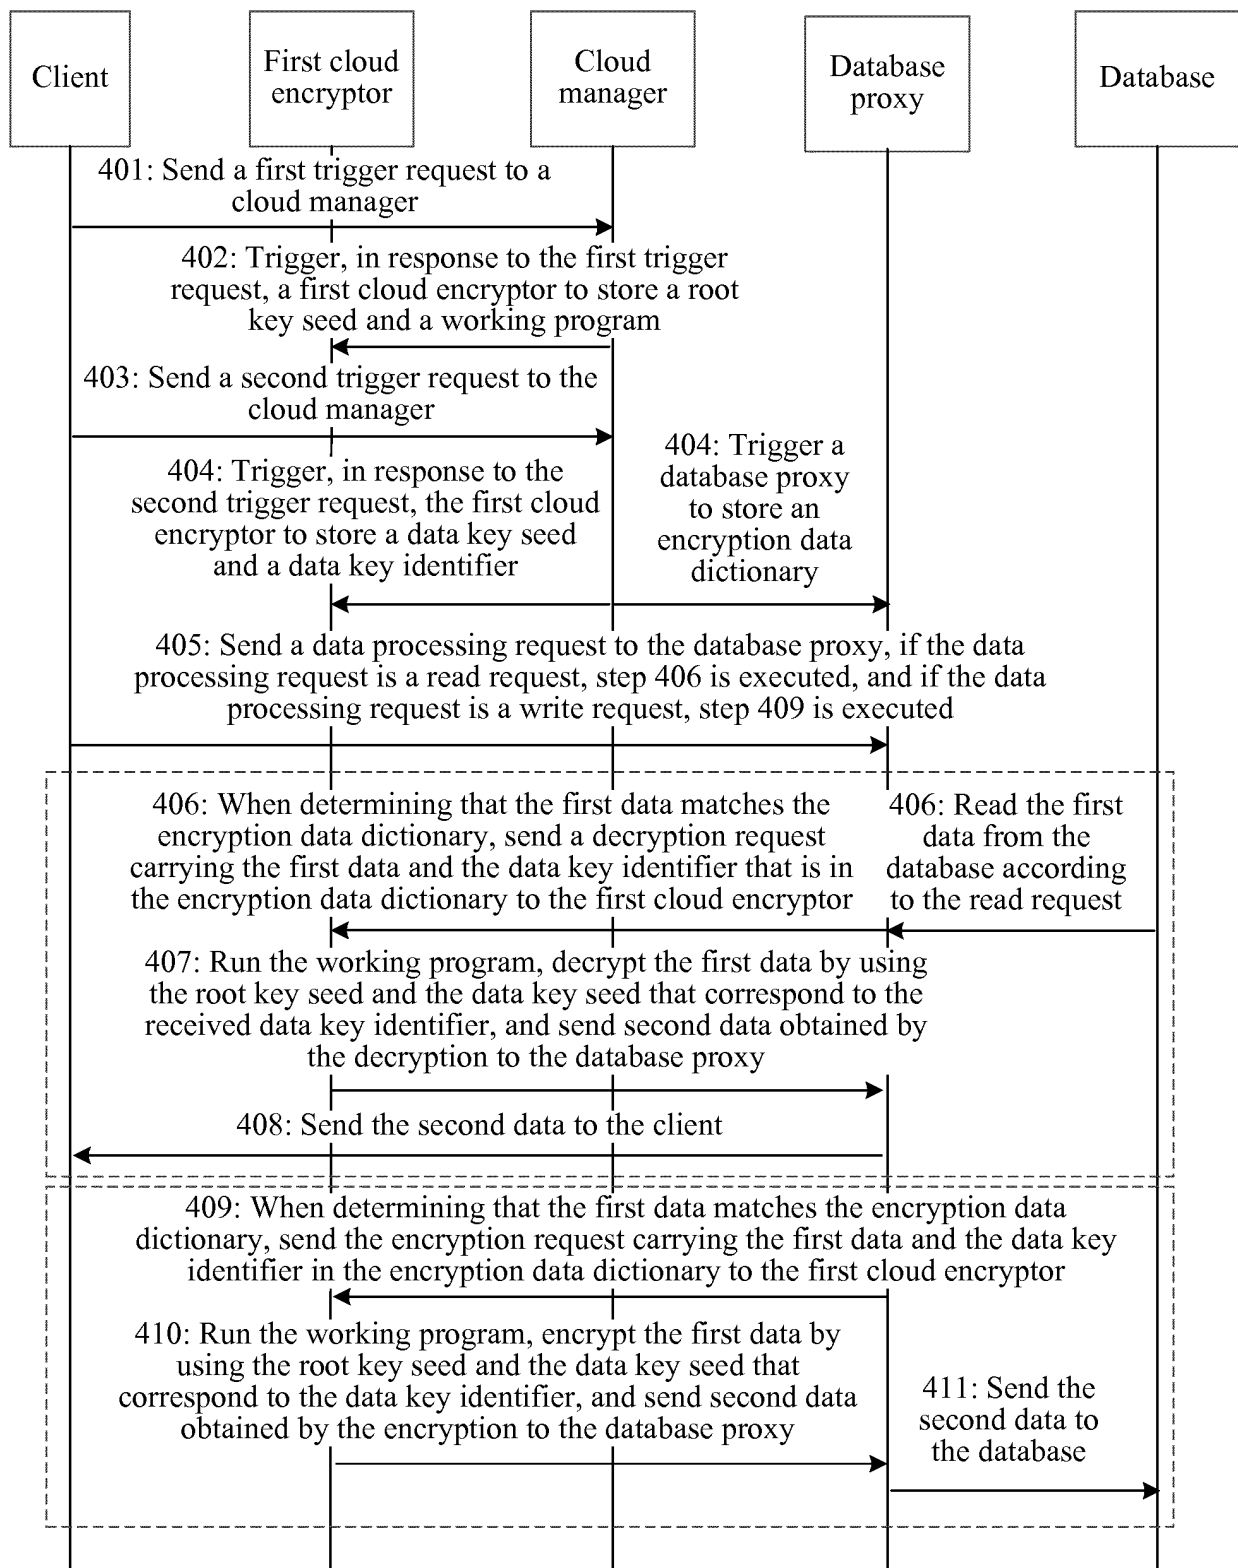 Client
First cloud
encryptor
Cloud
manager
Database
proxy
Database
401: Send a first trigger request to a
cloud manager
402: Trigger, in response to the first trigger
request, a first cloud encryptor to store a root
key seed and a working program
403: Send a second trigger request to the
cloud manager
404: Trigger, in response to the
second trigger request, the first cloud
encryptor to store a data key seed
and a data key identifier
404: Trigger a
database proxy
to store an
encryption data
dictionary
405: Send a data processing request to the database proxy, if the data
processing request is a read request, step 406 is executed, and if the data
processing request is a write request, step 409 is executed
406: When determining that the first data matches the
encryption data dictionary, send a decryption request
carrying the first data and the data key identifier that is in
the encryption data dictionary to the first cloud encryptor
406: Read the first
data from the
database according
to the read request
407: Run the working program, decrypt the first data by using
the root key seed and the data key seed that correspond to the
received data key identifier, and send second data obtained by
the decryption to the database proxy
408: Send the second data to the client
409: When determining that the first data matches the encryption data
dictionary, send the encryption request carrying the first data and the data key
identifier in the encryption data dictionary to the first cloud encryptor
410: Run the working program, encrypt the first data by
using the root key seed and the data key seed that
correspond to the data key identifier, and send second data
obtained by the encryption to the database proxy
411: Send the
second data to
the database